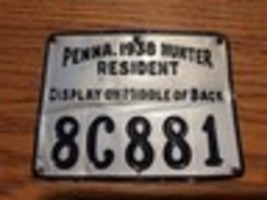 PENNA. 1938 HUNTER
RESIDENT
DISPLAY ON MIDDLE OF BACK
8C881